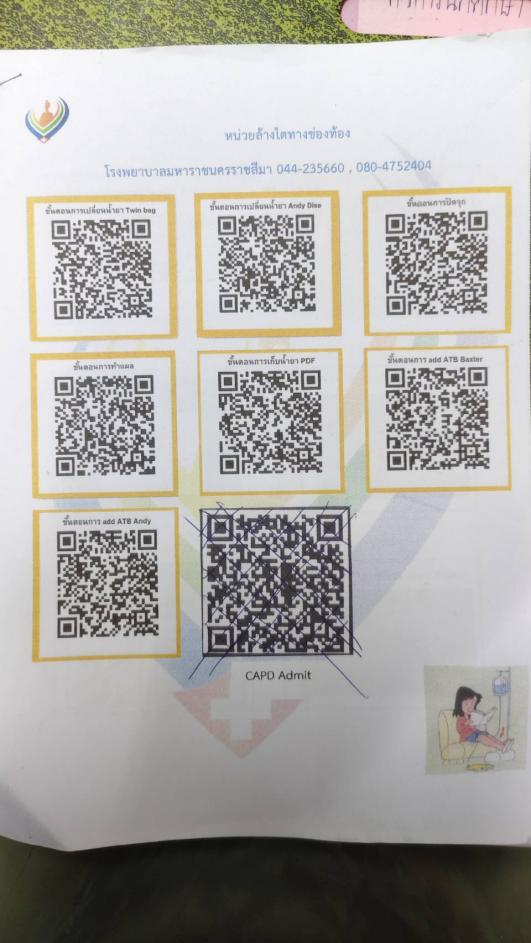 หน่วยล้างไตทางช่องท้อง
โรงพยาบาลมหาราชนครราชสีมา 044-235660 , 080-4752404
ขั้นตอนการเปลี่ยนน้ำยา Twin bag
ขั้นตอนการเปลี่ยนน้ำยา Andy Dise
ขั้นตอนการปิดจุก
ขั้นตอนการทำแผล
ขั้นตอนการเก็บน้ำยา PDF
ขั้นตอนการ add ATB Baxter
ขั้นตอนการ add ATB Andy
CAPD Admit